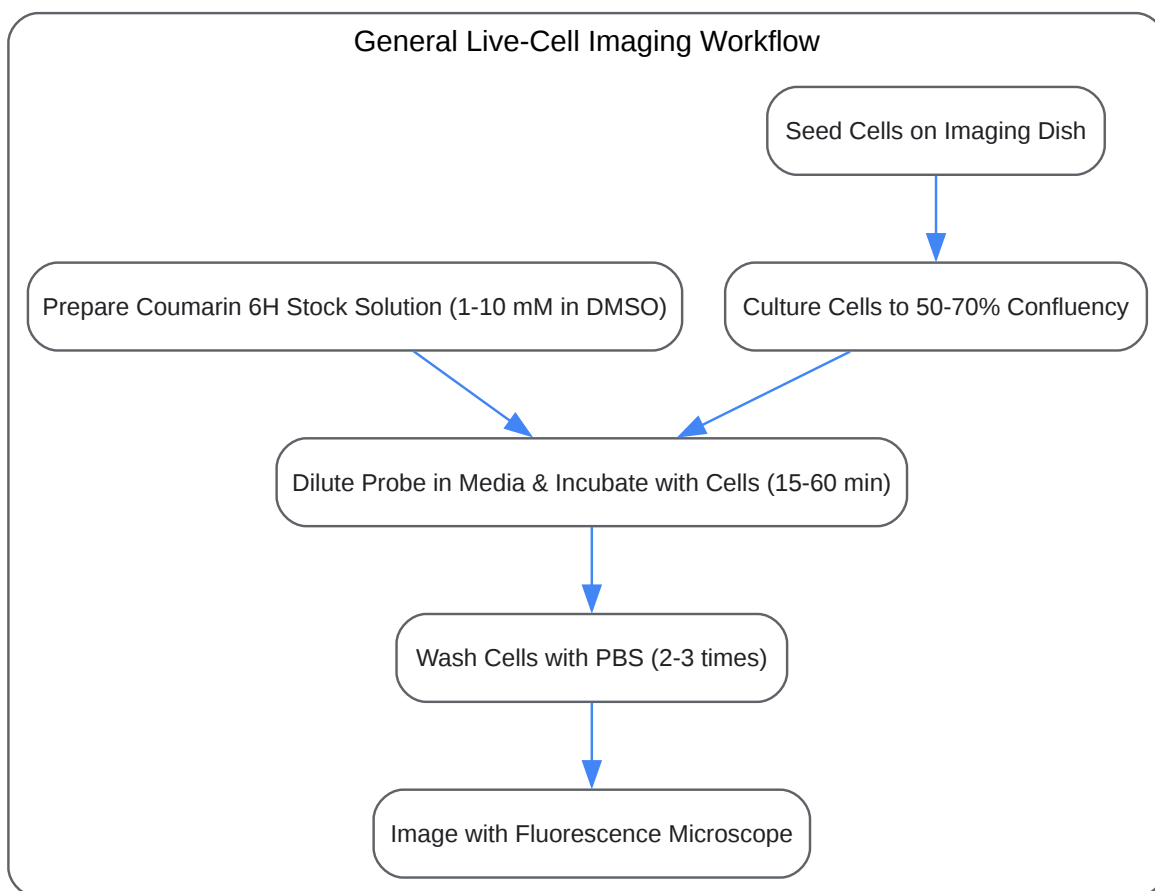 General Live-Cell Imaging Workflow
Seed Cells on Imaging Dish
Prepare Coumarin 6H Stock Solution (1-10 mM in DMSO)
Culture Cells to 50-70% Confluency
Dilute Probe in Media & Incubate with Cells (15-60 min)
Wash Cells with PBS (2-3 times)
Image with Fluorescence Microscope